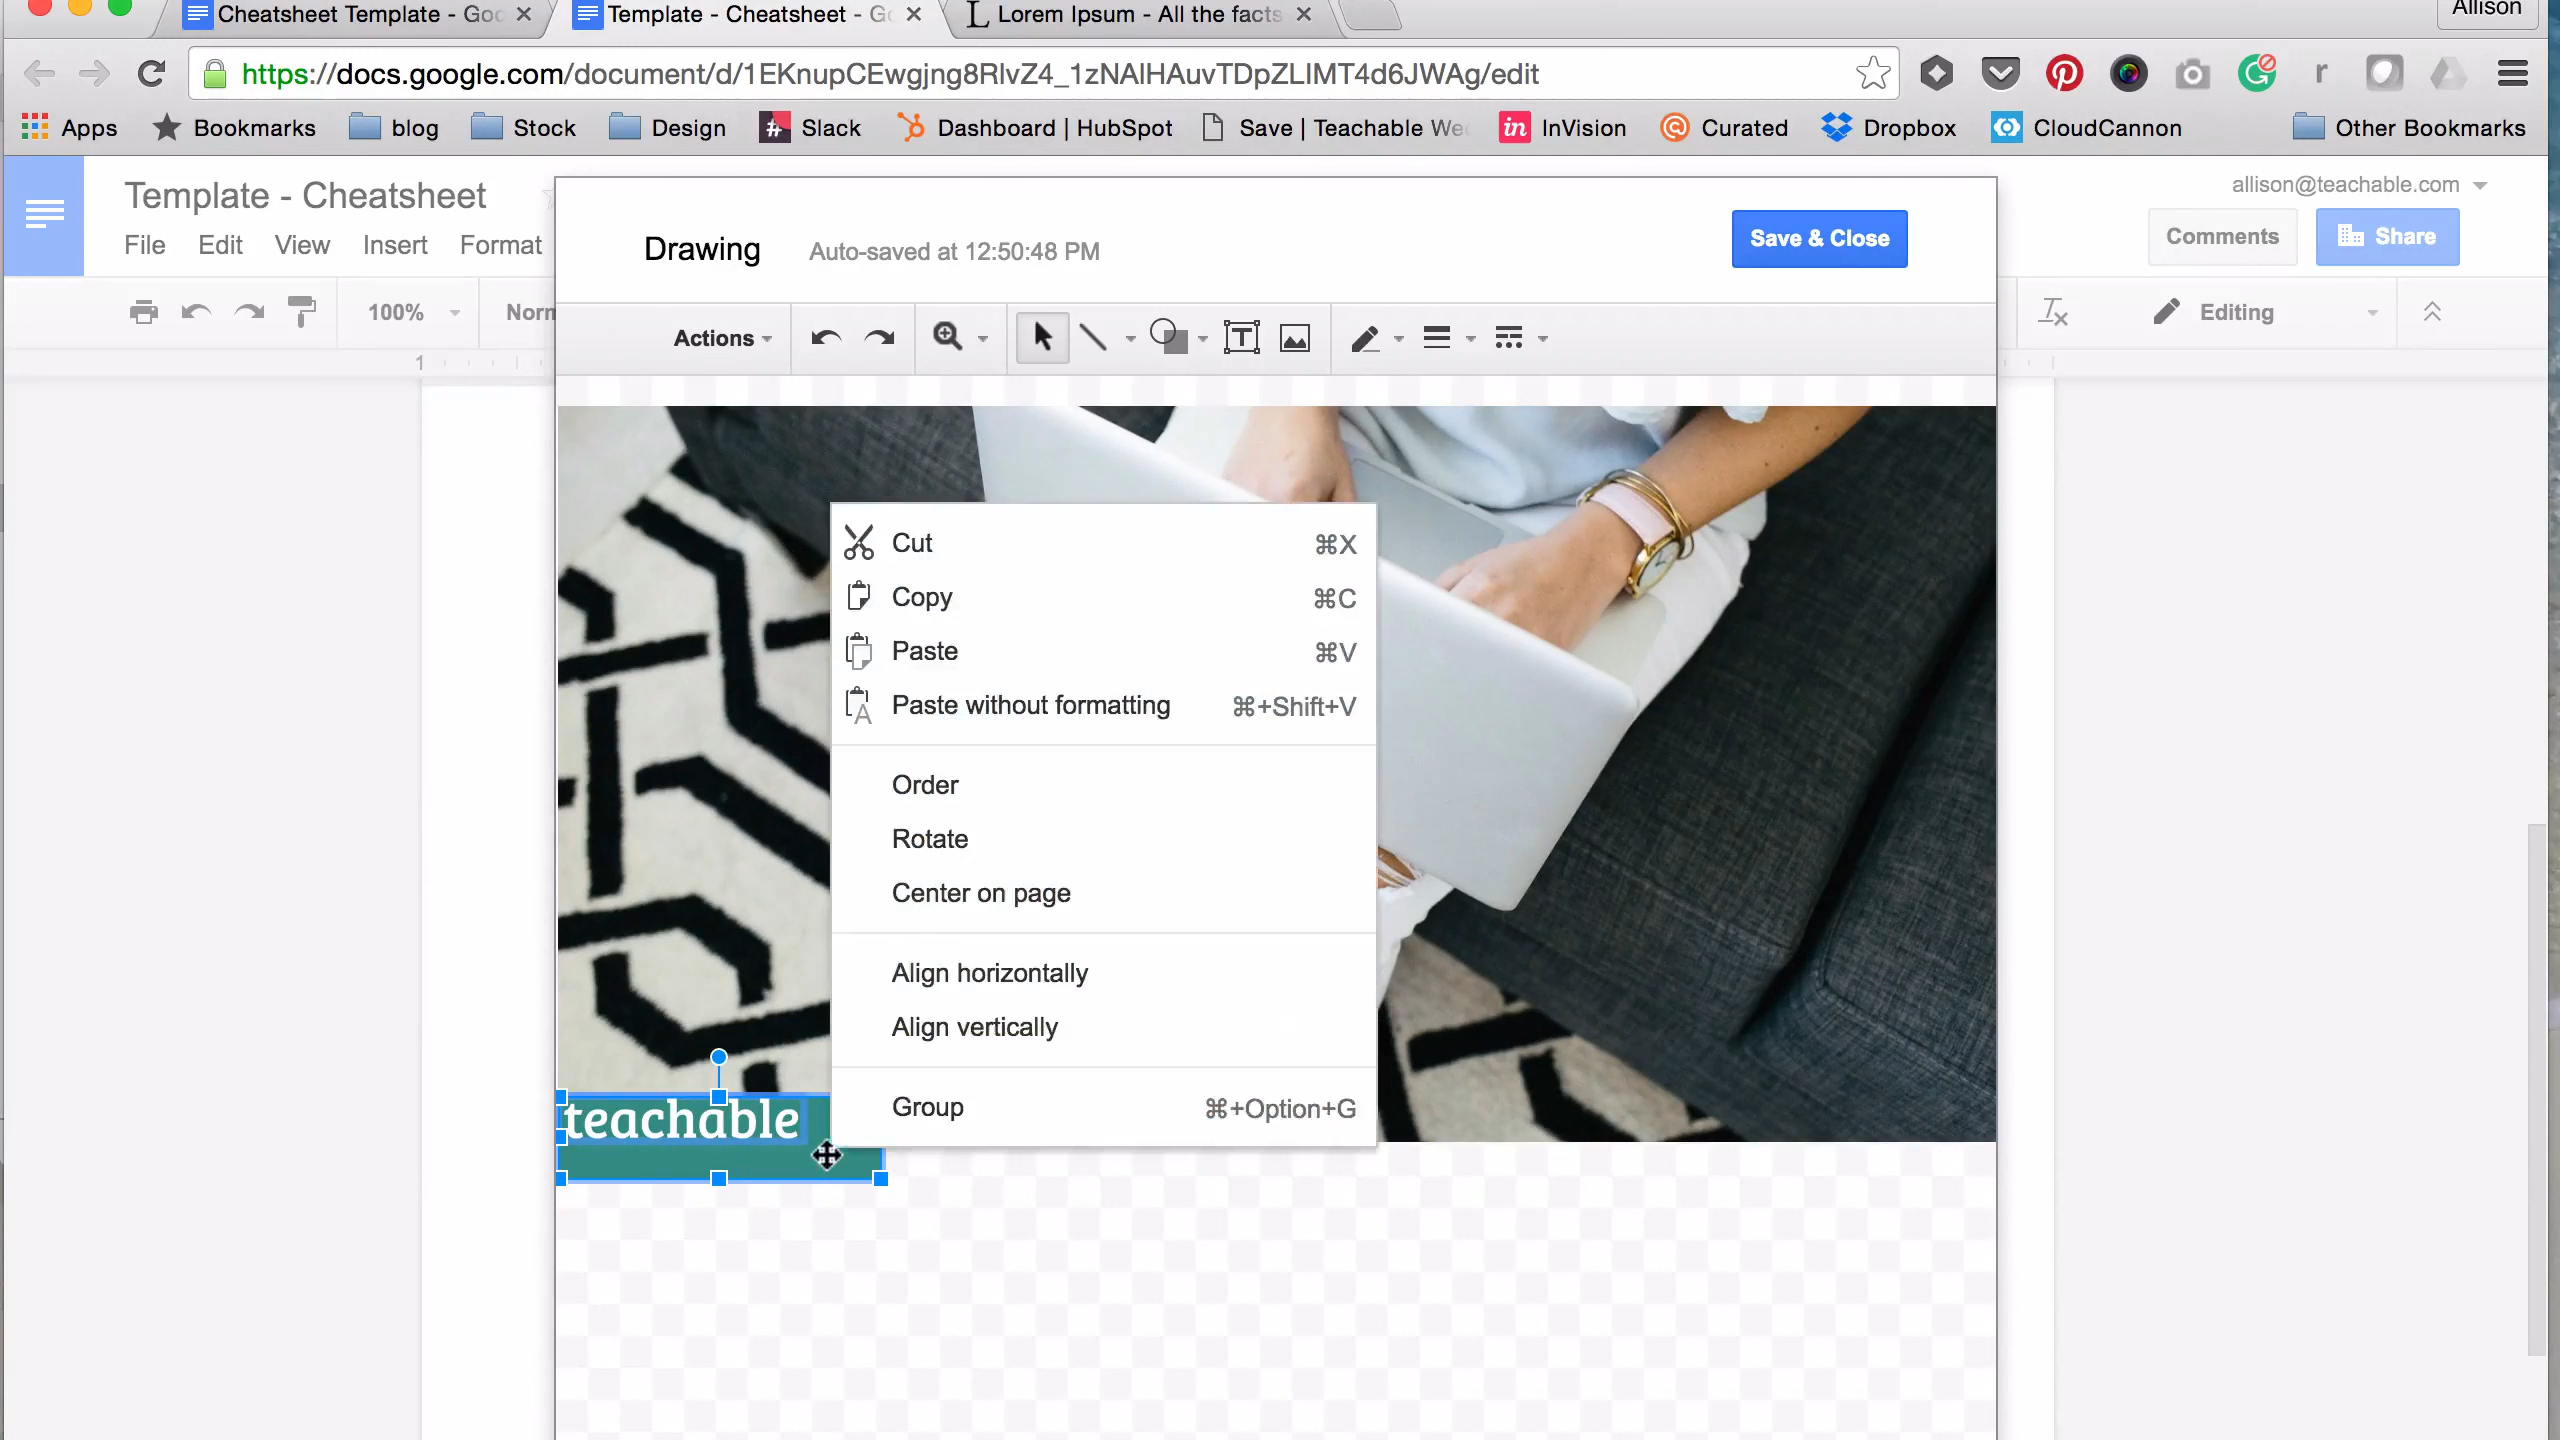 Allison
Cheatsheet Template - Goo
Template - Cheatsheet - Go
Lorem Ipsum - All the facts
https://docs.google.com/document/d/1EKnupCEwgjng8RlvZ4_1zNAlHAuvTDpZLIMT4d6JWAg/edit
Apps
Bookmarks
blog
Stock
Design
Slack
Dashboard | HubSpot
Save | Teachable We
InVision
Curated
Dropbox
CloudCannon
Other Bookmarks
Template - Cheatsheet
allison@teachable.com
File
Edit
View
Insert
Format
Comments
Share
Drawing
Auto-saved at 12:50:48 PM
Save & Close
100%
Norm
Actions
Editing
1
Cut ⌘X
Copy ⌘C
Paste ⌘V
Paste without formatting ⌘+Shift+V
Order
Rotate
Center on page
Align horizontally
Align vertically
Group ⌘+Option+G
teachable